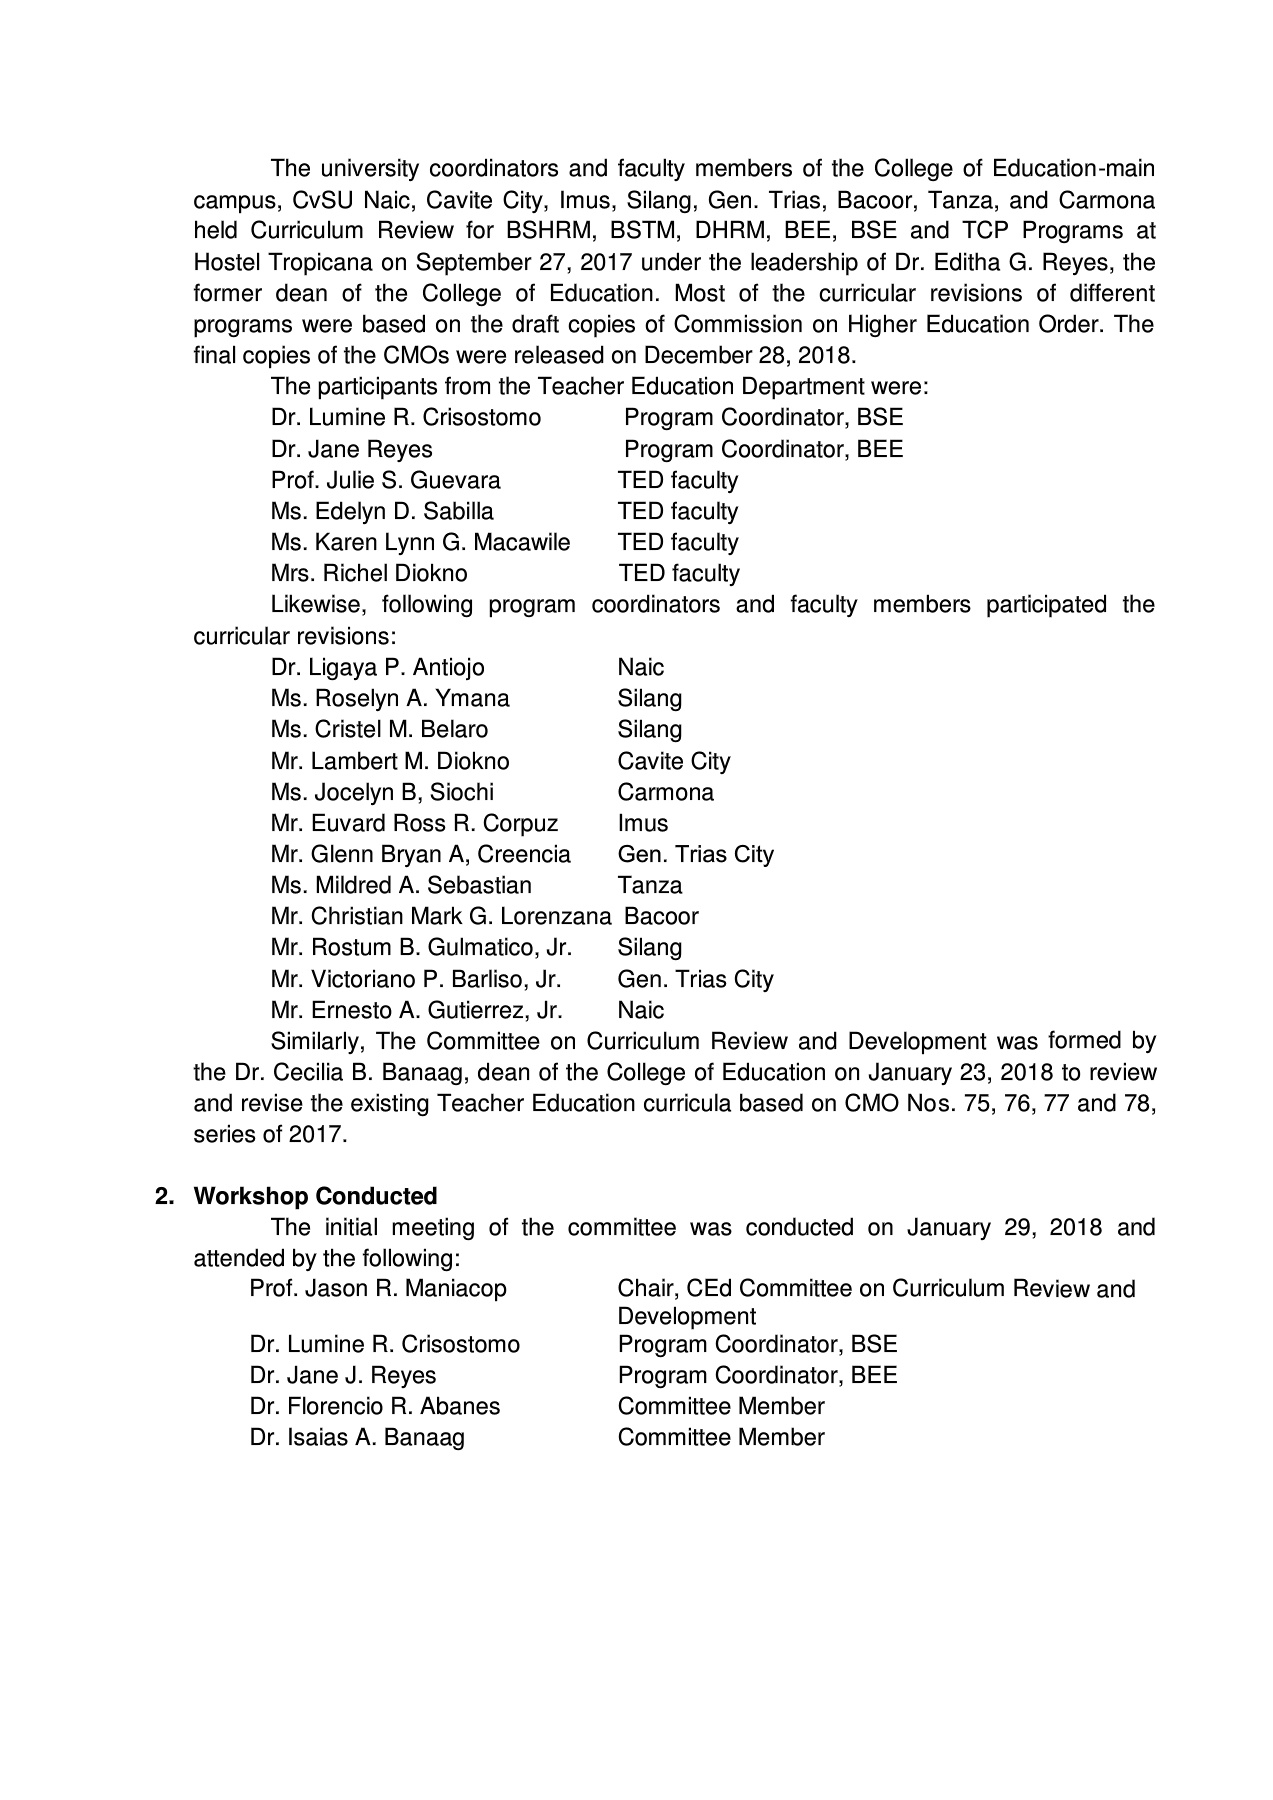 The university coordinators and faculty members of the College of Education-main
campus, CvSU Naic, Cavite City, Imus, Silang, Gen. Trias, Bacoor, Tanza, and Carmona
held Curriculum Review for BSHRM, BSTM, DHRM, BEE, BSE and TCP Programs at
Hostel Tropicana on September 27, 2017 under the leadership of Dr. Editha G. Reyes, the
former dean of the College of Education. Most of the curricular revisions of different
programs were based on the draft copies of Commission on Higher Education Order. The
final copies of the CMOs were released on December 28, 2018.
The participants from the Teacher Education Department were:
Dr. Lumine R. Crisostomo Program Coordinator, BSE
Dr. Jane Reyes Program Coordinator, BEE
Prof. Julie S. Guevara TED faculty
Ms. Edelyn D. Sabilla TED faculty
Ms. Karen Lynn G. Macawile TED faculty
Mrs. Richel Diokno TED faculty
Likewise, following program coordinators and faculty members participated the
curricular revisions:
Dr. Ligaya P. Antiojo Naic
Ms. Roselyn A. Ymana Silang
Ms. Cristel M. Belaro Silang
Mr. Lambert M. Diokno Cavite City
Ms. Jocelyn B, Siochi Carmona
Mr. Euvard Ross R. Corpuz Imus
Mr. Glenn Bryan A, Creencia Gen. Trias City
Ms. Mildred A. Sebastian Tanza
Mr. Christian Mark G. Lorenzana Bacoor
Mr. Rostum B. Gulmatico, Jr. Silang
Mr. Victoriano P. Barliso, Jr. Gen. Trias City
Mr. Ernesto A. Gutierrez, Jr. Naic
Similarly, The Committee on Curriculum Review and Development was formed by
the Dr. Cecilia B. Banaag, dean of the College of Education on January 23, 2018 to review
and revise the existing Teacher Education curricula based on CMO Nos. 75, 76, 77 and 78,
series of 2017.
2. Workshop Conducted
The initial meeting of the committee was conducted on January 29, 2018 and
attended by the following:
Prof. Jason R. Maniacop Chair, CEd Committee on Curriculum Review and
Development
Dr. Lumine R. Crisostomo Program Coordinator, BSE
Dr. Jane J. Reyes Program Coordinator, BEE
Dr. Florencio R. Abanes Committee Member
Dr. Isaias A. Banaag Committee Member